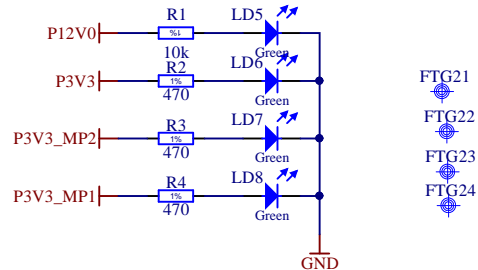 P12V0
R1
%1
10k
LD5
Green
P3V3
R2
1%
470
LD6
Green
P3V3_MP2
R3
1%
470
LD7
Green
P3V3_MP1
R4
1%
470
LD8
Green
GND
FTG21
FTG22
FTG23
FTG24